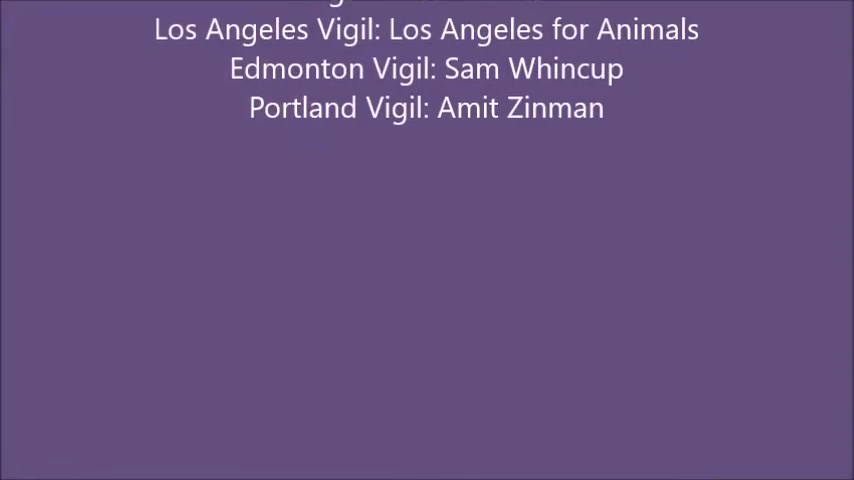 Los Angeles Vigil: Los Angeles for Animals
Edmonton Vigil: Sam Whincup
Portland Vigil: Amit Zinman